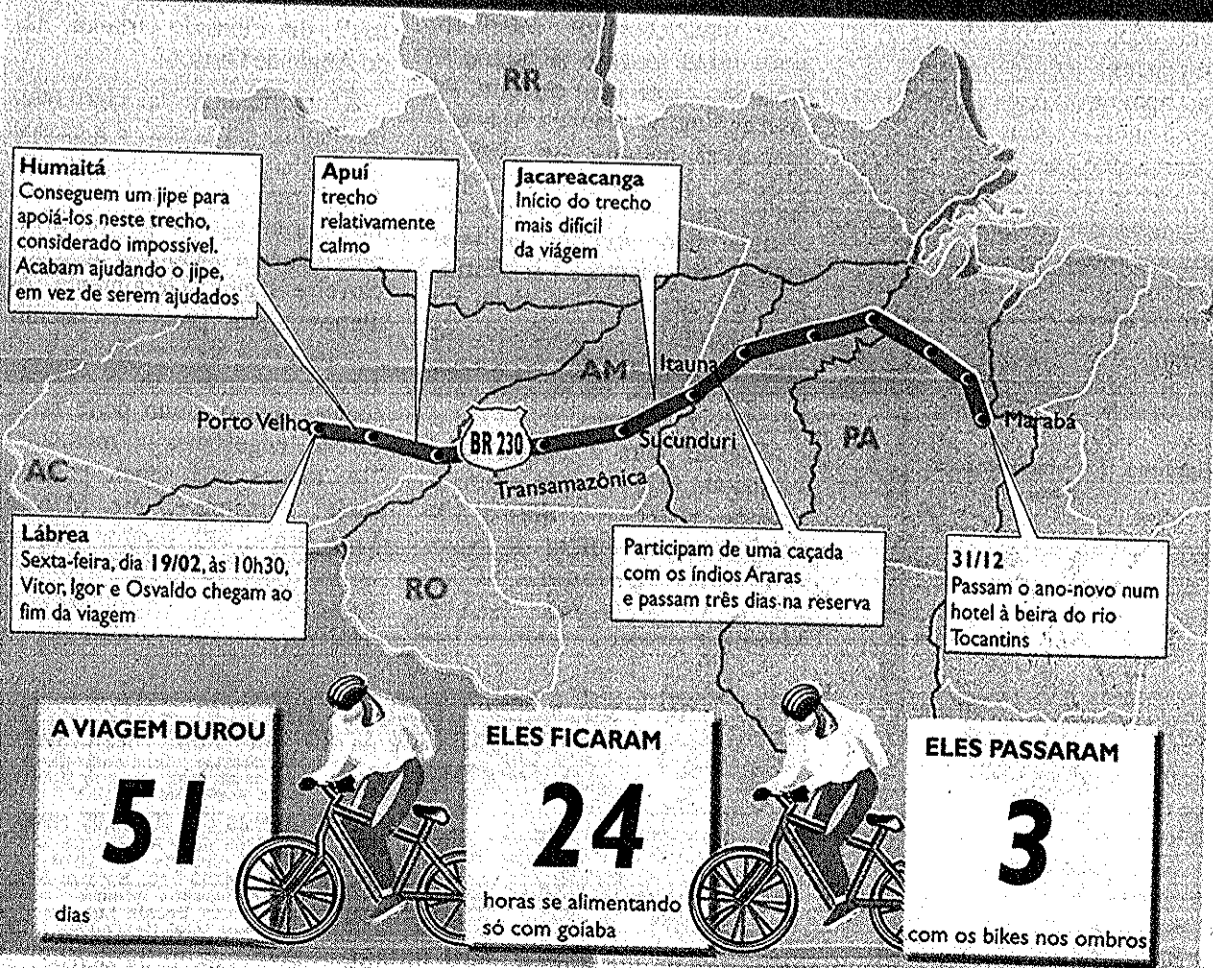 RR
Humaitá
Conseguem um jipe para
apoiá-los neste trecho,
considerado impossível.
Acabam ajudando o jipe,
em vez de serem ajudados
Apuí
trecho
relativamente
calmo
Jacareacanga
Início do trecho
mais dificil
da viágem
AM
Itauna
Porto Velho
BR 230
Sucunduri
PA
Marabá
AC
Transamazônica
Lábrea
Sexta-feira, dia 19/02, às 10h30,
Vitor, Igor e Osvaldo chegam ao
fim da viagem
RO
Participam de uma caçada
com os índios Araras
e passam três dias na reserva
31/12
Passam o ano-novo num
hotel à beira do rio
Tocantins
A VIAGEM DUROU
51
dias
ELES FICARAM
24
horas se alimentando
só com goiaba
ELES PASSARAM
3
com os bikes nos ombros